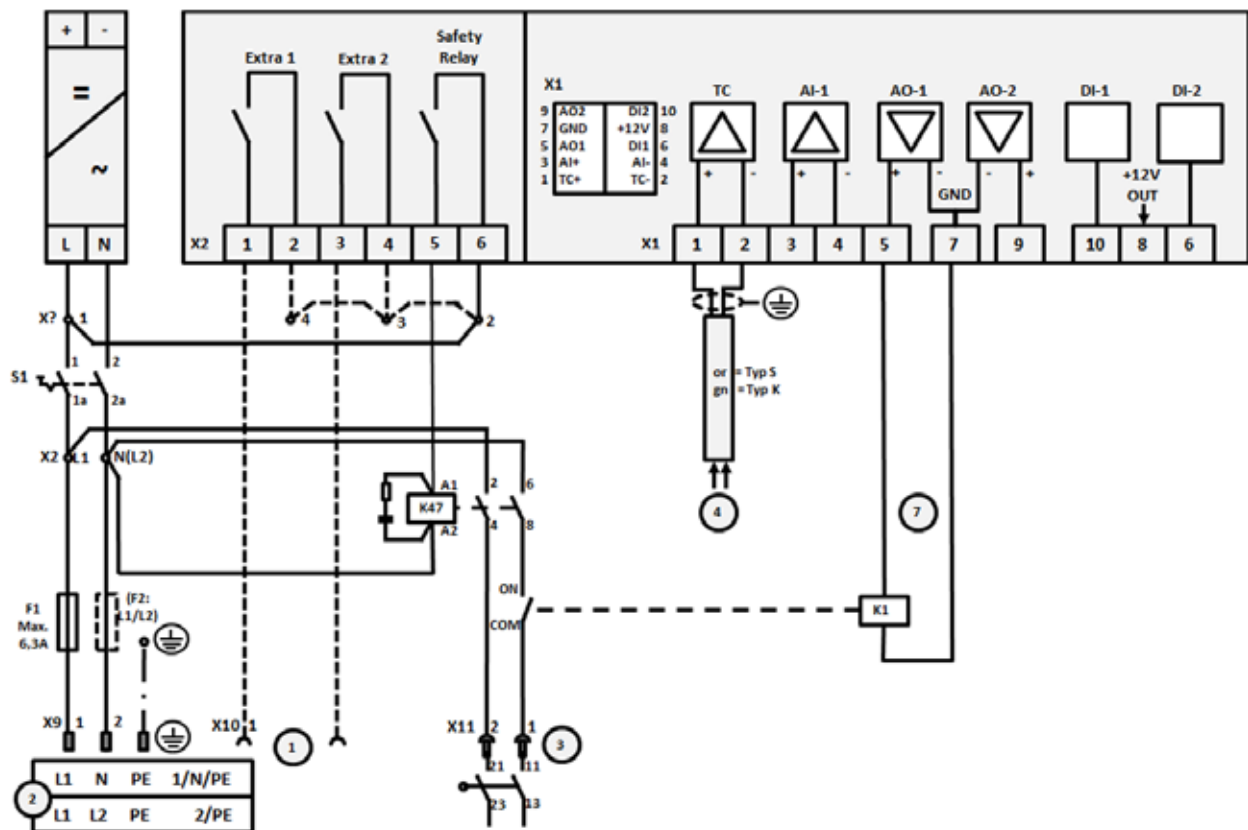 + -
=
~
L N
Extra 1 Extra 2 Safety
Relay
X2 1 2 3 4 5 6
X1
9 AO2 DI2 10
7 GND +12V 8
5 AO1 DI1 6
3 AI+ AI- 4
1 TC+ TC- 2
TC AI-1 AO-1 AO-2 DI-1 DI-2
+ - + - + - - +
GND
+12V
OUT
X1 1 2 3 4 5 7 9 10 8 6
X? 1
4 3 2
S1 1 2
1a 2a
or = Typ S
gn = Typ K
X2 L1 N(L2)
A1 2 6
K47
A2 4 8
4 7
ON
COM
K1
F1
Max.
6,3A
(F2:
L1/L2)
X9 1 2
X10 1
1
X11 2 1
3
21 11
23 13
2
L1 N PE 1/N/PE
L1 L2 PE 2/PE